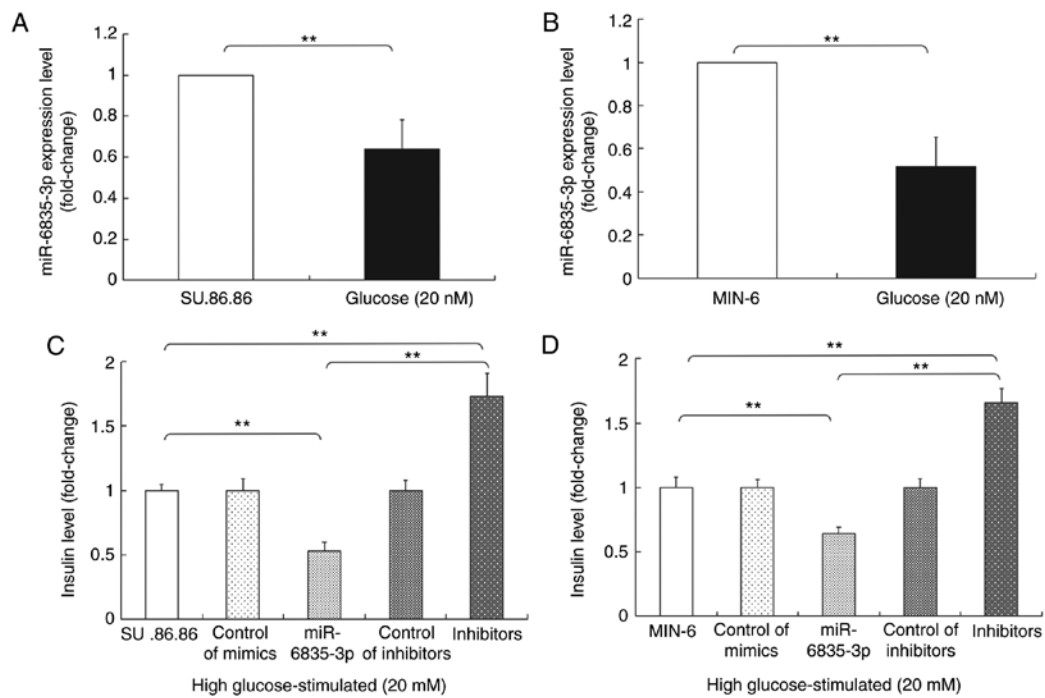 A
miR-6835-3p expression level
(fold-change)
1.2
1
0.8
0.6
0.4
0.2
0
**
SU.86.86
Glucose (20 nM)
B
miR-6835-3p expression level
(fold-change)
1.2
1
0.8
0.6
0.4
0.2
0
**
MIN-6
Glucose (20 nM)
C
Insulin level (fold-change)
2
1.5
1
0.5
0
**
**
**
SU .86.86
Control
of mimics
miR-
6835-3p
Control
of inhibitors
Inhibitors
High glucose-stimulated (20 mM)
D
Insulin level (fold-change)
2
1.5
1
0.5
0
**
**
**
MIN-6
Control of
mimics
miR-
6835-3p
Control of
inhibitors
Inhibitors
High glucose-stimulated (20 mM)